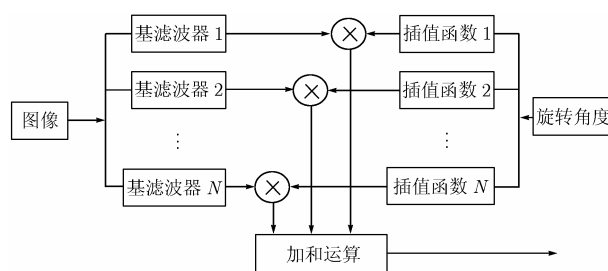 基滤波器 1
插值函数 1
基滤波器 2
插值函数 2
图像
旋转角度
⋮
⋮
基滤波器 N
插值函数 N
加和运算